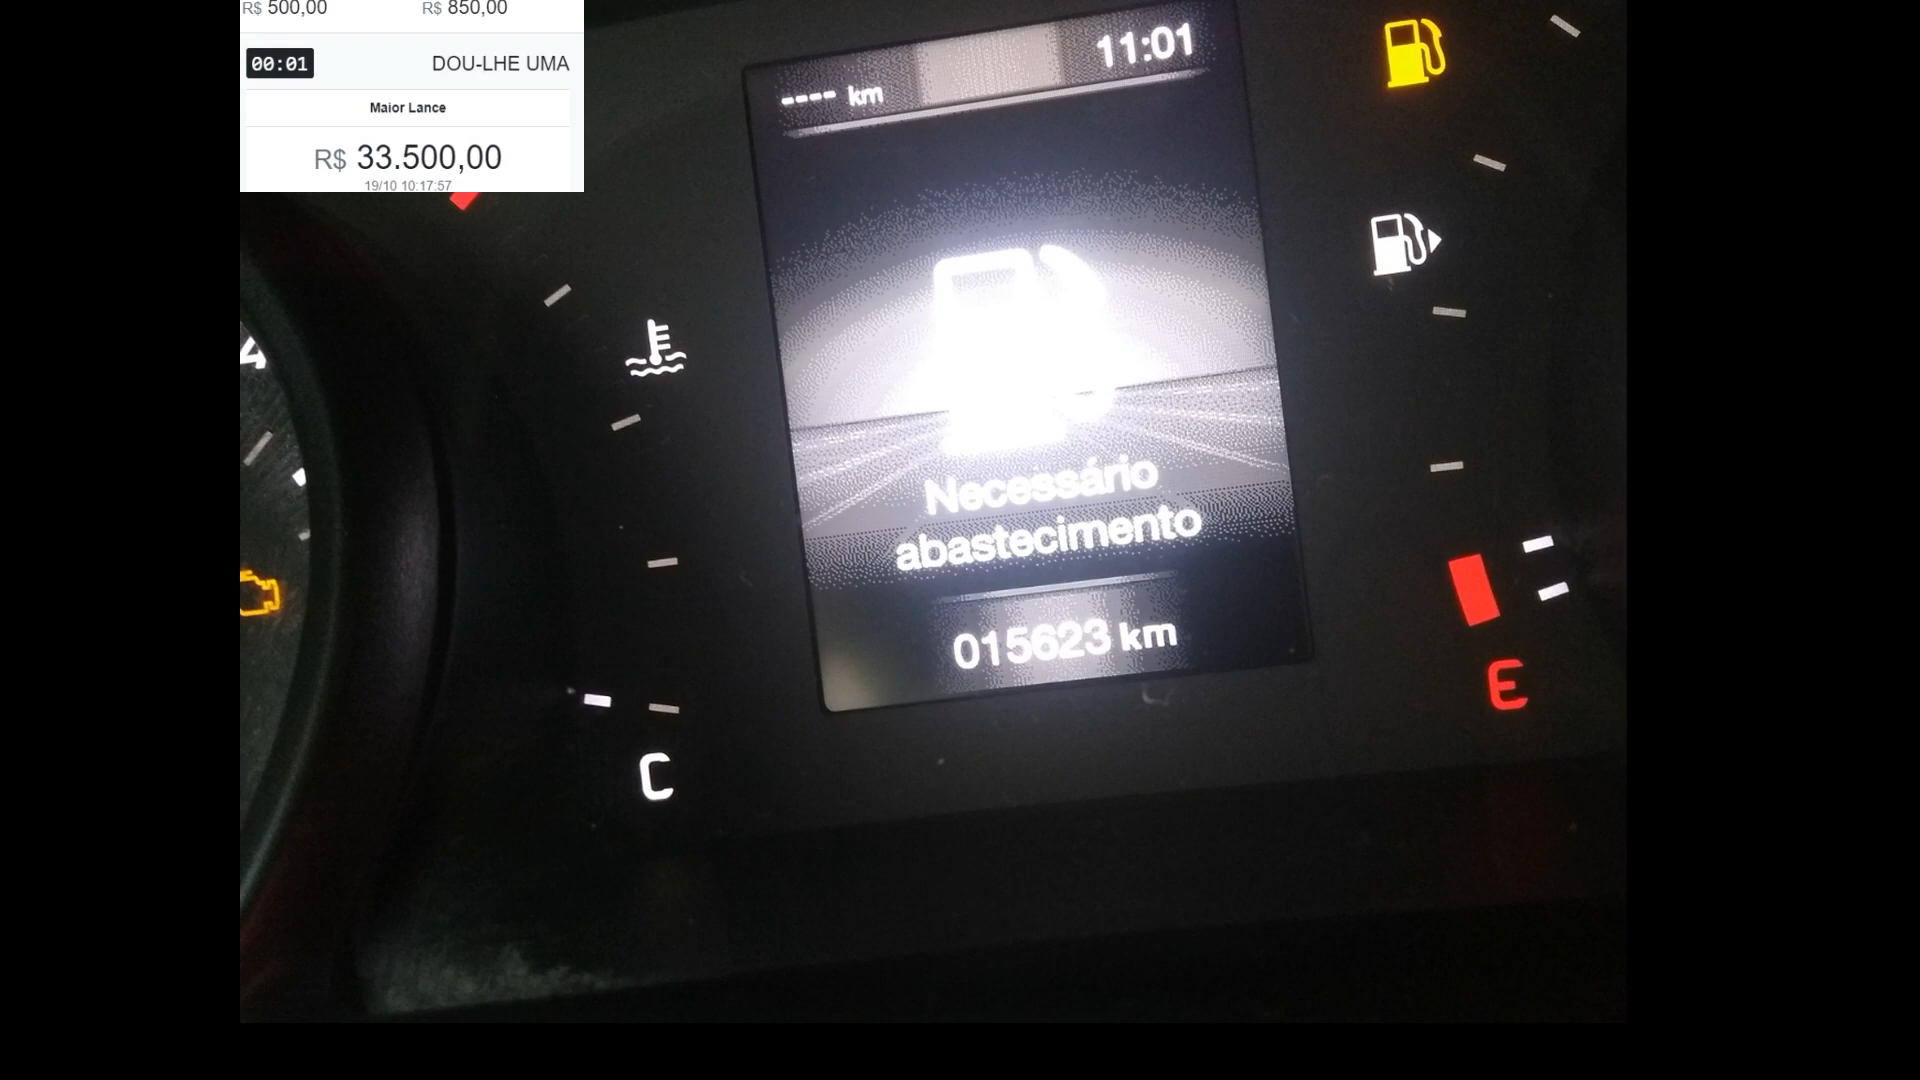 R$ 500,00 R$ 850,00
00:01 DOU-LHE UMA
Maior Lance
R$ 33.500,00
19/10 10:17:57
11:01
---- km
4
Necessário
abastecimento
015623 km
E
C